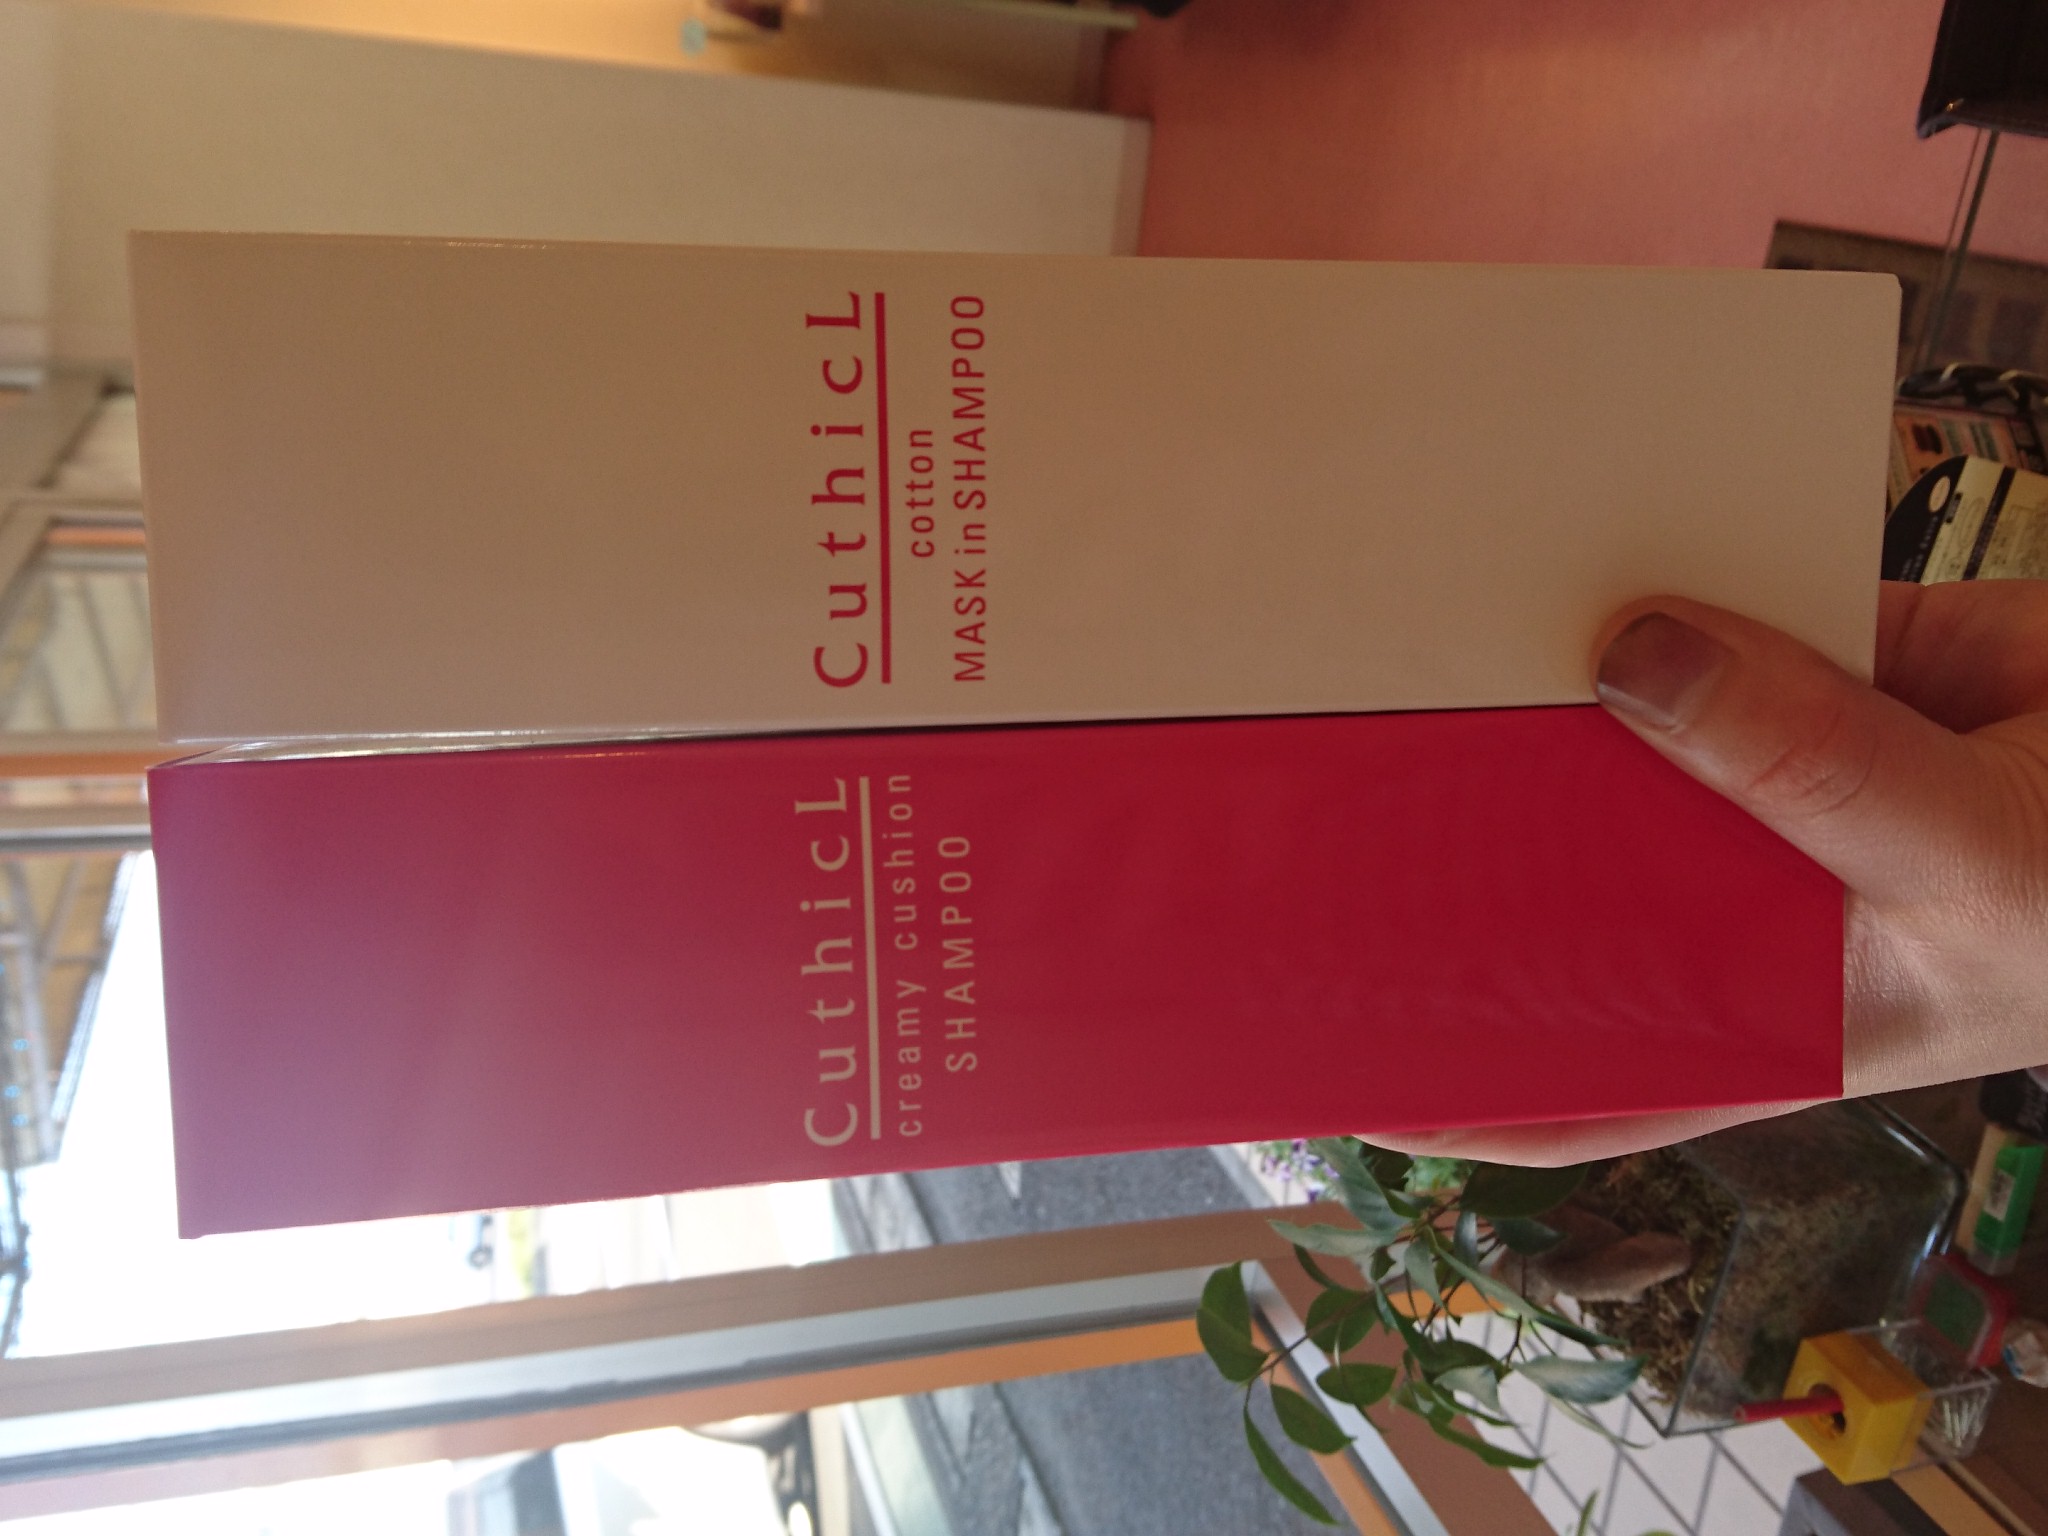 CuthicL
cotton
MASK in SHAMPOO
CuthicL
creamy cushion
SHAMPOO